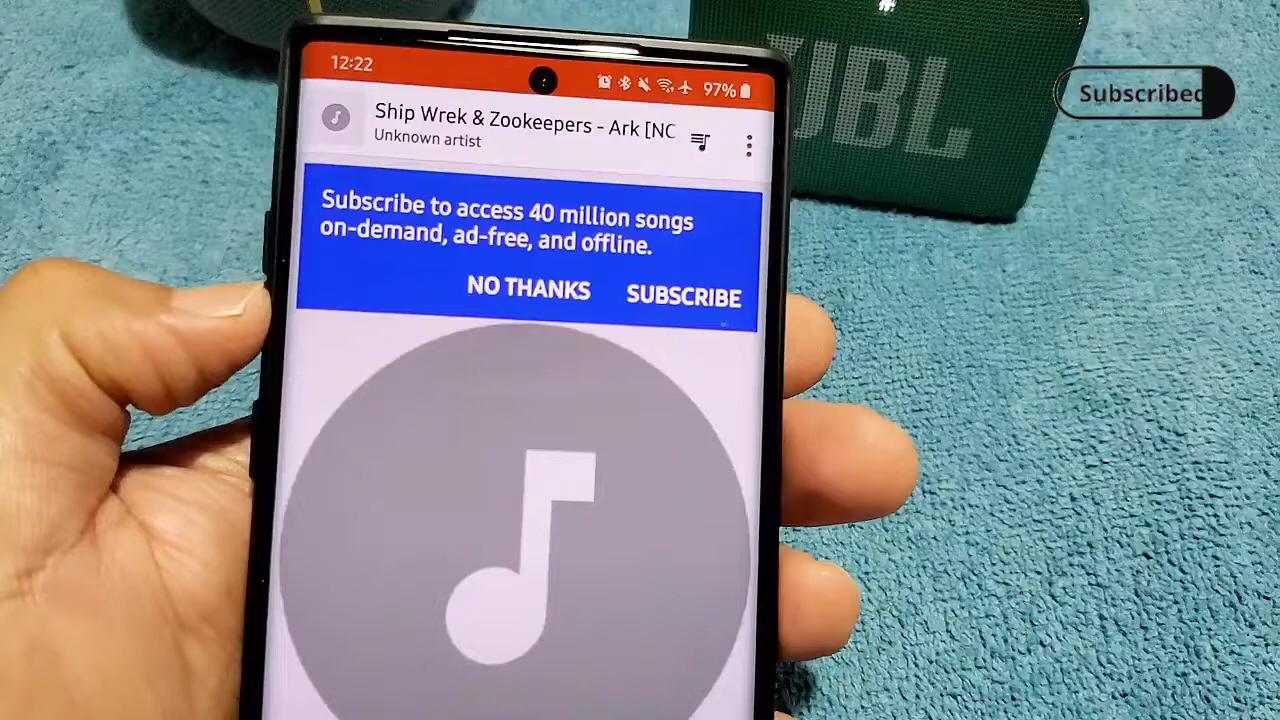 12:22
97%
Ship Wrek & Zookeepers - Ark [NC
Unknown artist
Subscribe to access 40 million songs
on-demand, ad-free, and offline.
NO THANKS SUBSCRIBE
JBL
Subscribed